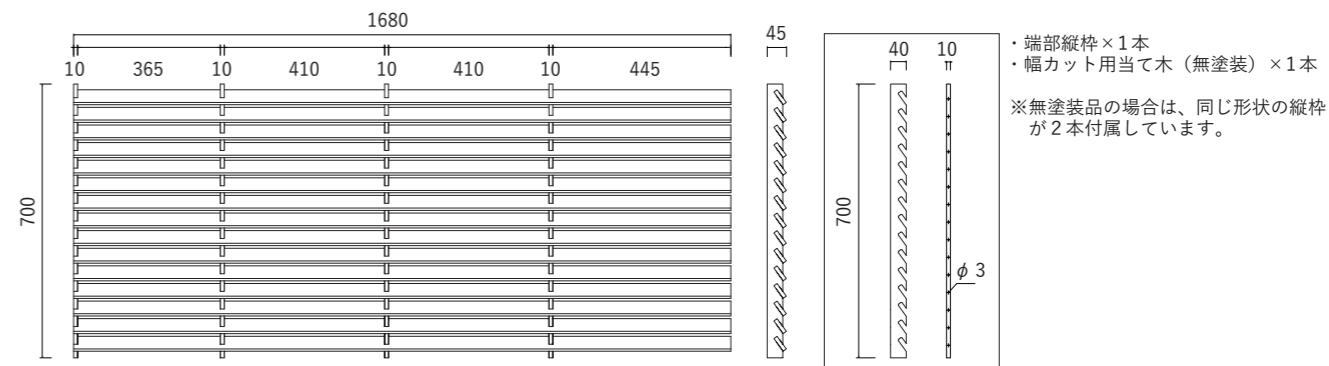 1680
10 365 10 410 10 410 10 445
700
45
40 10
700
φ 3
・端部縦枠×1本
・幅カット用当て木（無塗装）×1本
※無塗装品の場合は、同じ形状の縦枠
が2本付属しています。